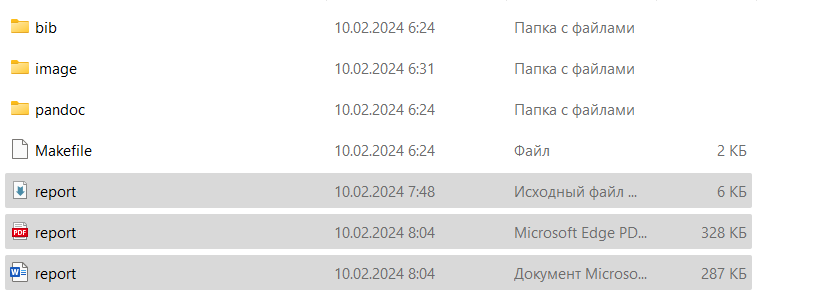 bib 10.02.2024 6:24 Папка с файлами
image 10.02.2024 6:31 Папка с файлами
pandoc 10.02.2024 6:24 Папка с файлами
Makefile 10.02.2024 6:24 Файл 2 КБ
report 10.02.2024 7:48 Исходный файл ... 6 КБ
PDF report 10.02.2024 8:04 Microsoft Edge PD... 328 КБ
W report 10.02.2024 8:04 Документ Microso... 287 КБ